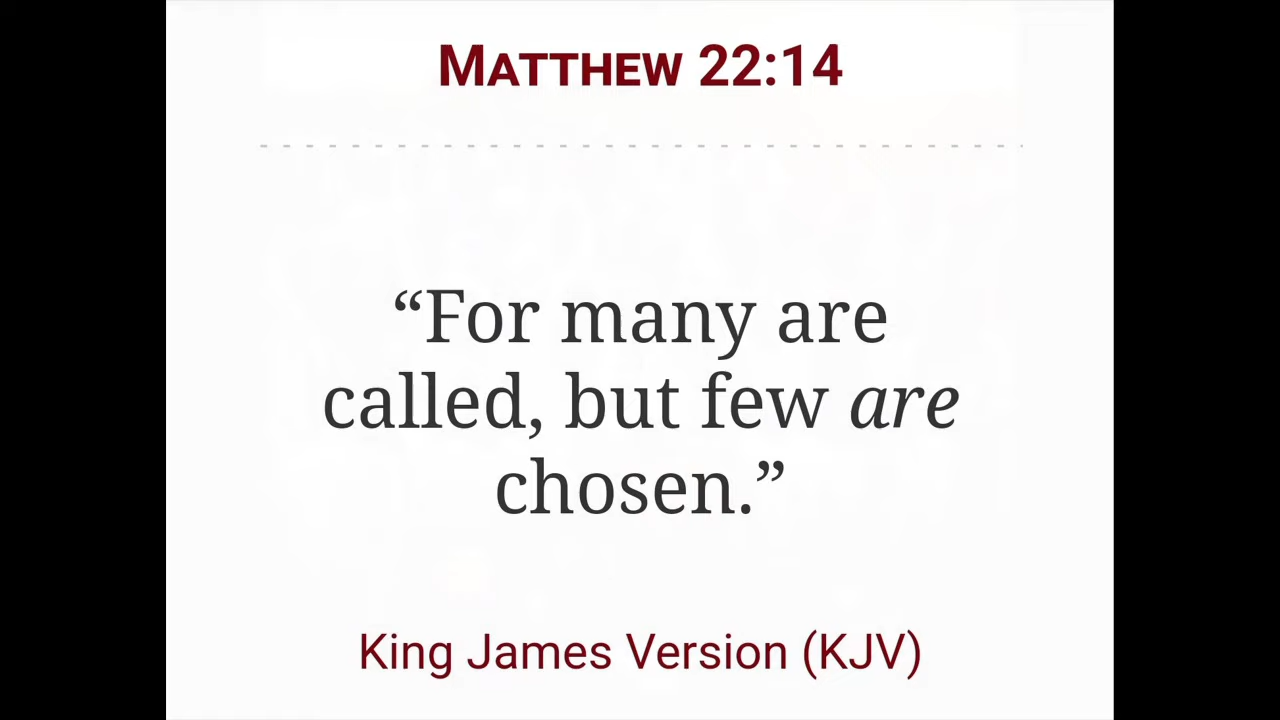 MATTHEW 22:14
“For many are
called, but few are
chosen.”
King James Version (KJV)